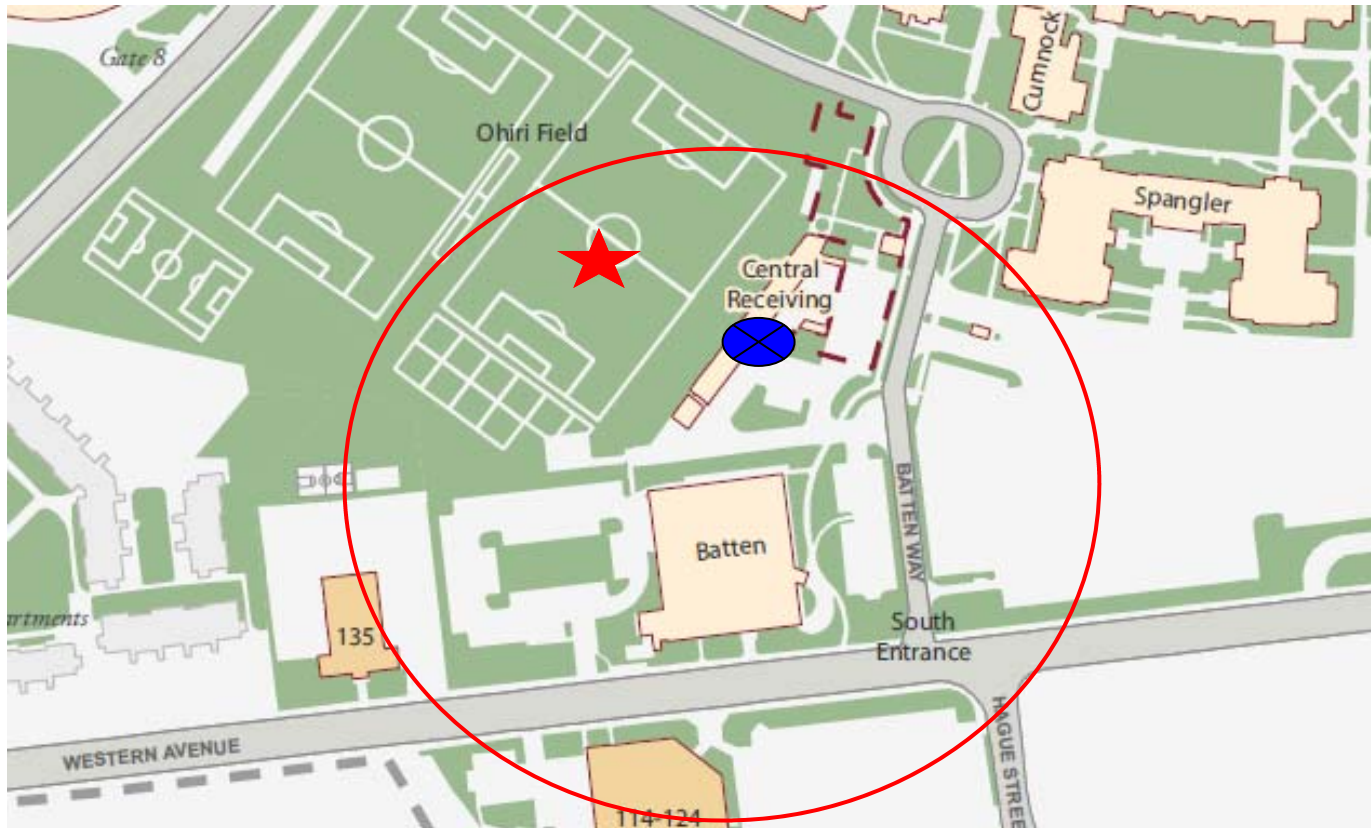 Gate 8
Cumnock
Ohiri Field
Spangler
Central
Receiving
BATTEN WAY
Batten
artments
135
South
Entrance
WESTERN AVENUE
HAGUE STREE
114-124